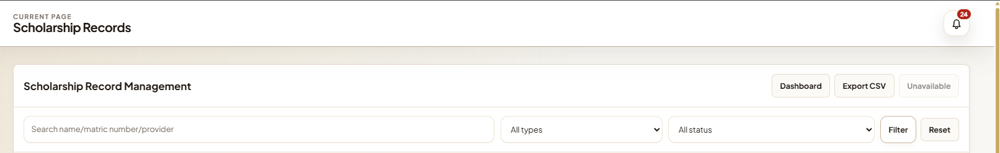 CURRENT PAGE
Scholarship Records
24
Scholarship Record Management
Dashboard Export CSV Unavailable
Search name/matric number/provider All types All status Filter Reset